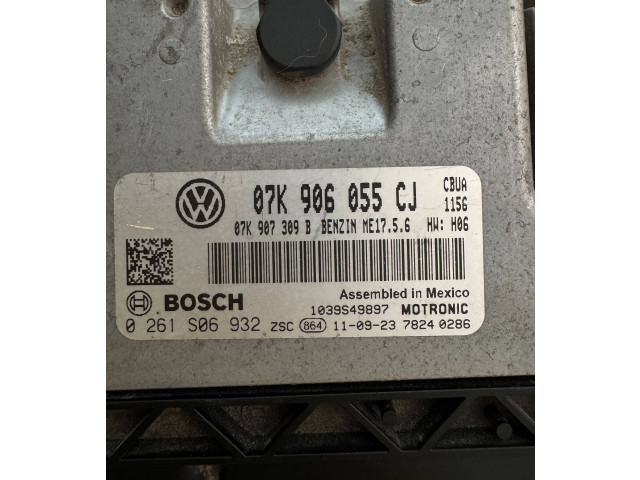 07K 906 055 CJ CBUA
1156
07K 907 309 B BENZIN ME17.5.6 HW: H06
BOSCH
Assembled in Mexico
1039S49897 MOTRONIC
0 261 S06 932 ZSC 864 11-09-23 7824 0286